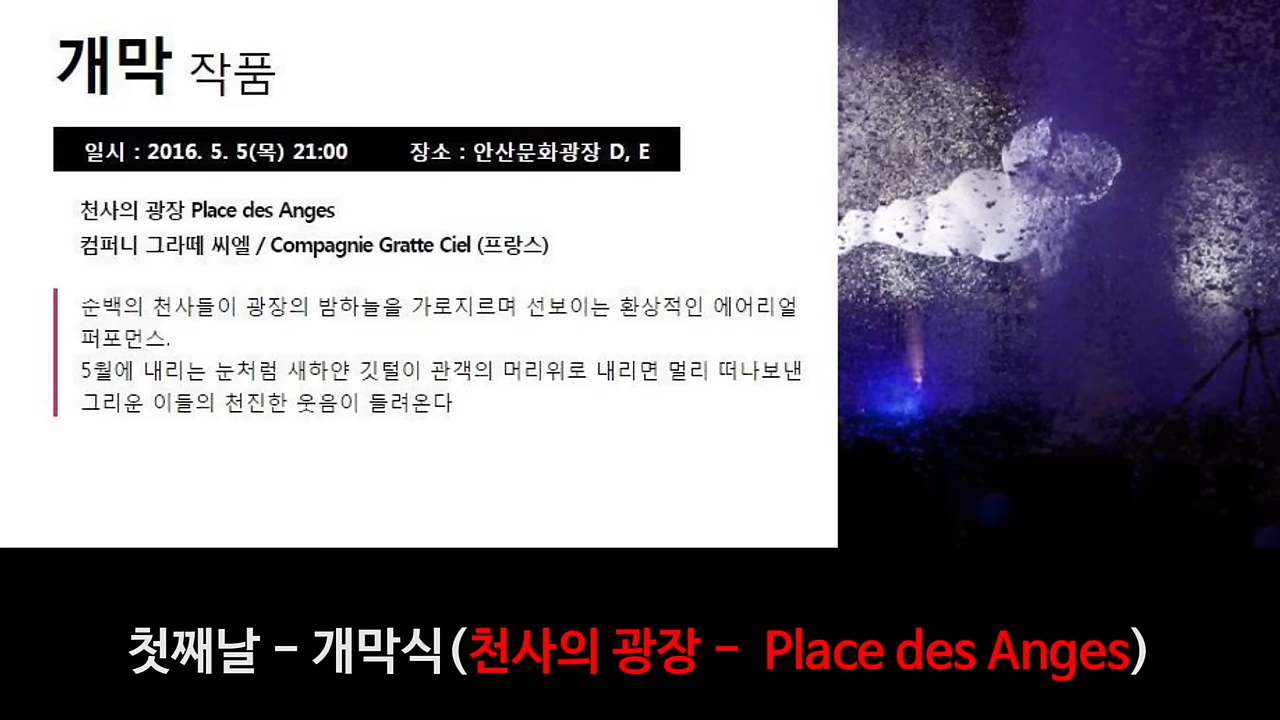 개막 작품
일시 : 2016. 5. 5(목) 21:00 장소 : 안산문화광장 D, E
천사의 광장 Place des Anges
컴퍼니 그라떼 씨엘 / Compagnie Gratte Ciel (프랑스)
순백의 천사들이 광장의 밤하늘을 가로지르며 선보이는 환상적인 에어리얼
퍼포먼스.
5월에 내리는 눈처럼 새하얀 깃털이 관객의 머리위로 내리면 멀리 떠나보낸
그리운 이들의 천진한 웃음이 들려온다
첫째날 - 개막식(천사의 광장 - Place des Anges)